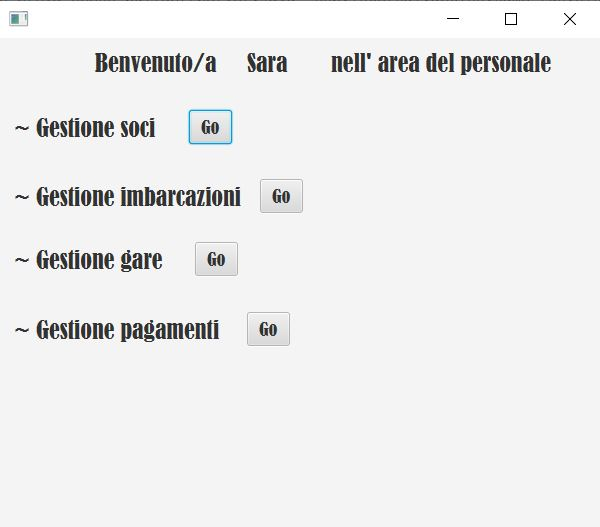 Benvenuto/a Sara nell' area del personale
~ Gestione soci Go
~ Gestione imbarcazioni Go
~ Gestione gare Go
~ Gestione pagamenti Go